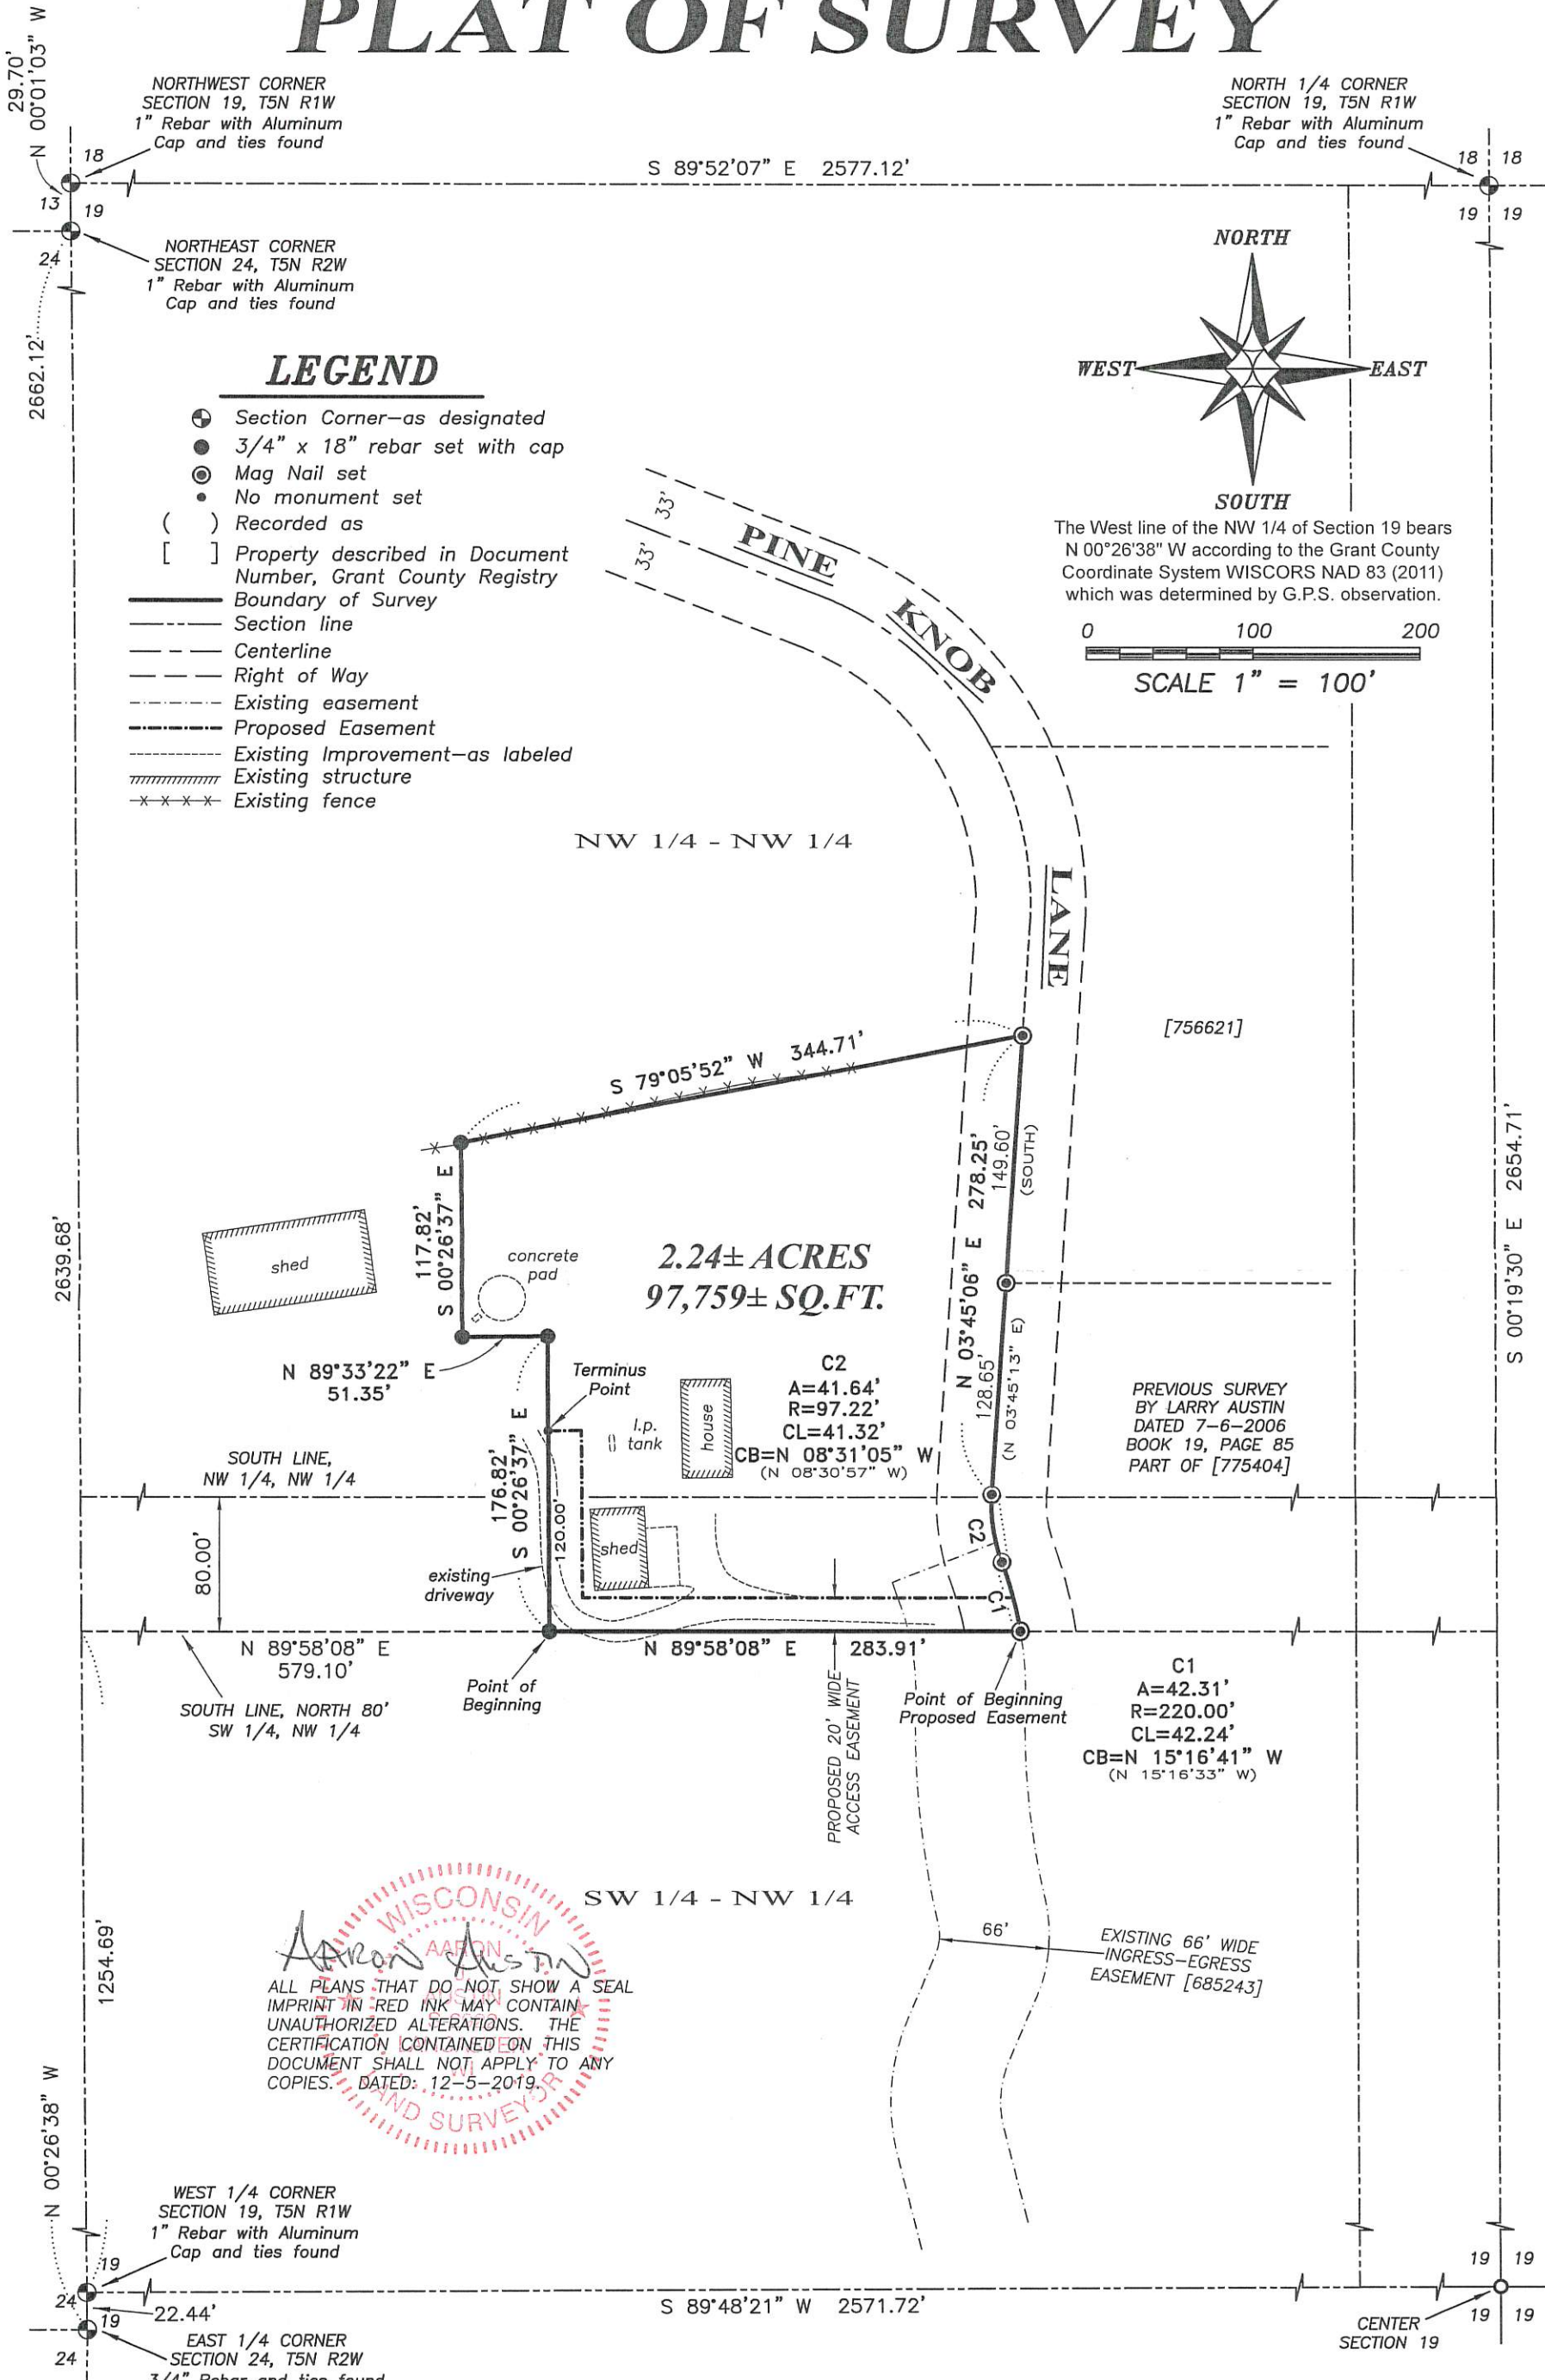 PLAT OF SURVEY
29.70'
N 00°01'03" W
NORTHWEST CORNER
SECTION 19, T5N R1W
1" Rebar with Aluminum
Cap and ties found
NORTH 1/4 CORNER
SECTION 19, T5N R1W
1" Rebar with Aluminum
Cap and ties found
18
18 18
S 89°52'07" E 2577.12'
13 19
19 19
24
NORTHEAST CORNER
SECTION 24, T5N R2W
1" Rebar with Aluminum
Cap and ties found
2662.12'
NORTH
WEST
EAST
SOUTH
The West line of the NW 1/4 of Section 19 bears
N 00°26'38" W according to the Grant County
Coordinate System WISCORS NAD 83 (2011)
which was determined by G.P.S. observation.
0 100 200
SCALE 1" = 100'
LEGEND
Section Corner-as designated
3/4" x 18" rebar set with cap
Mag Nail set
No monument set
( ) Recorded as
[ ] Property described in Document
Number, Grant County Registry
Boundary of Survey
Section line
Centerline
Right of Way
Existing easement
Proposed Easement
Existing Improvement-as labeled
Existing structure
Existing fence
33'
33'
PINE
KNOB
LANE
NW 1/4 - NW 1/4
[756621]
S 79°05'52" W 344.71'
2639.68'
S 00°19'30" E 2654.71'
117.82'
S 00°26'37" E
shed
concrete
pad
2.24± ACRES
97,759± SQ.FT.
N 03°45'06" E 278.25'
149.60'
(SOUTH)
128.65'
(N 03°45'13" E)
N 89°33'22" E
51.35'
Terminus
Point
l.p.
tank
house
C2
A=41.64'
R=97.22'
CL=41.32'
CB=N 08°31'05" W
(N 08°30'57" W)
PREVIOUS SURVEY
BY LARRY AUSTIN
DATED 7-6-2006
BOOK 19, PAGE 85
PART OF [775404]
SOUTH LINE,
NW 1/4, NW 1/4
176.82'
S 00°26'37" E
120.00'
80.00'
shed
C2
C1
existing
driveway
N 89°58'08" E
579.10'
N 89°58'08" E 283.91'
SOUTH LINE, NORTH 80'
SW 1/4, NW 1/4
Point of
Beginning
PROPOSED 20' WIDE
ACCESS EASEMENT
Point of Beginning
Proposed Easement
C1
A=42.31'
R=220.00'
CL=42.24'
CB=N 15°16'41" W
(N 15°16'33" W)
SW 1/4 - NW 1/4
66'
EXISTING 66' WIDE
INGRESS-EGRESS
EASEMENT [685243]
1254.69'
N 00°26'38" W
WISCONSIN
AARON
AUSTIN
LAND SURVEYOR
Aaron Austin
ALL PLANS THAT DO NOT SHOW A SEAL
IMPRINT IN RED INK MAY CONTAIN
UNAUTHORIZED ALTERATIONS. THE
CERTIFICATION CONTAINED ON THIS
DOCUMENT SHALL NOT APPLY TO ANY
COPIES. DATED: 12-5-2019.
WEST 1/4 CORNER
SECTION 19, T5N R1W
1" Rebar with Aluminum
Cap and ties found
19
24
22.44'
19
24
S 89°48'21" W 2571.72'
19 19
19 19
CENTER
SECTION 19
EAST 1/4 CORNER
SECTION 24, T5N R2W
3/4" Rebar and ties found